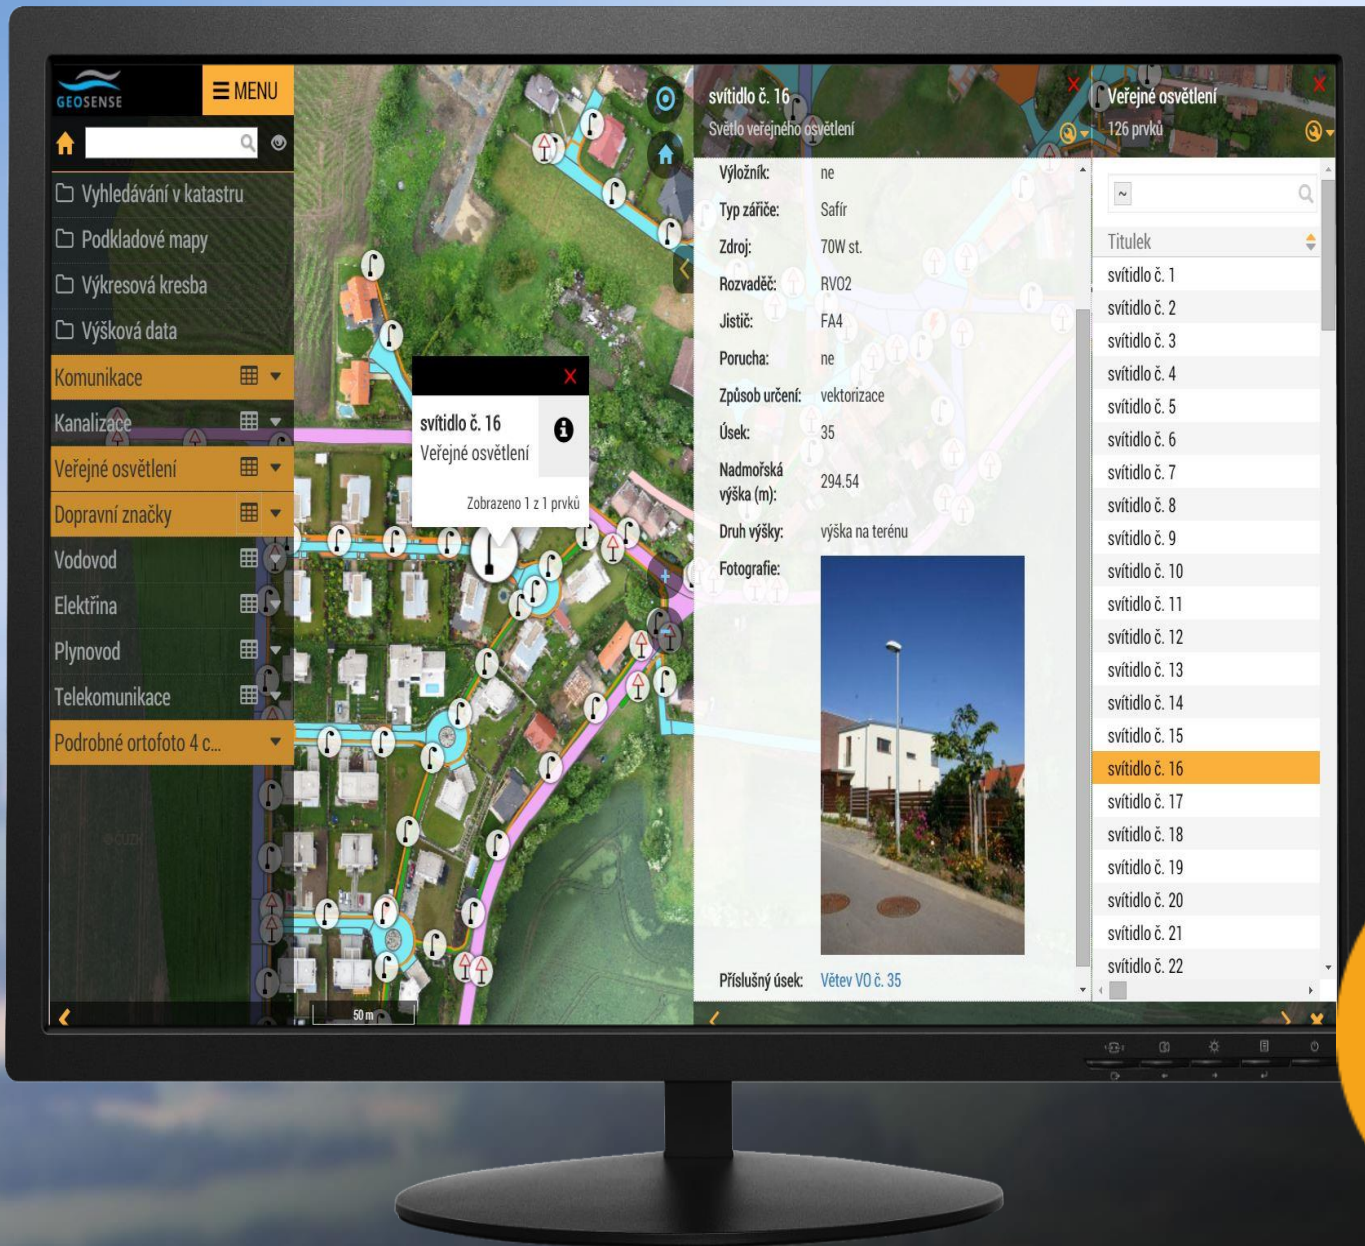 GEOSENSE
MENU
Vyhledávání v katastru
Podkladové mapy
Výkresová kresba
Výšková data
Komunikace
Kanalizace
Veřejné osvětlení
Dopravní značky
Vodovod
Elektřina
Plynovod
Telekomunikace
Podrobné ortofoto 4 c...
svítidlo č. 16
Veřejné osvětlení
Zobrazeno 1 z 1 prvků
50 m
svítidlo č. 16
Světlo veřejného osvětlení
Výložník: ne
Typ zářiče: Safír
Zdroj: 70W st.
Rozvaděč: RVO2
Jistič: FA4
Porucha: ne
Způsob určení: vektorizace
Úsek: 35
Nadmořská
výška (m): 294.54
Druh výšky: výška na terénu
Fotografie:
Příslušný úsek: Větev VO č. 35
Veřejné osvětlení
126 prvků
~
Titulek
svítidlo č. 1
svítidlo č. 2
svítidlo č. 3
svítidlo č. 4
svítidlo č. 5
svítidlo č. 6
svítidlo č. 7
svítidlo č. 8
svítidlo č. 9
svítidlo č. 10
svítidlo č. 11
svítidlo č. 12
svítidlo č. 13
svítidlo č. 14
svítidlo č. 15
svítidlo č. 16
svítidlo č. 17
svítidlo č. 18
svítidlo č. 19
svítidlo č. 20
svítidlo č. 21
svítidlo č. 22